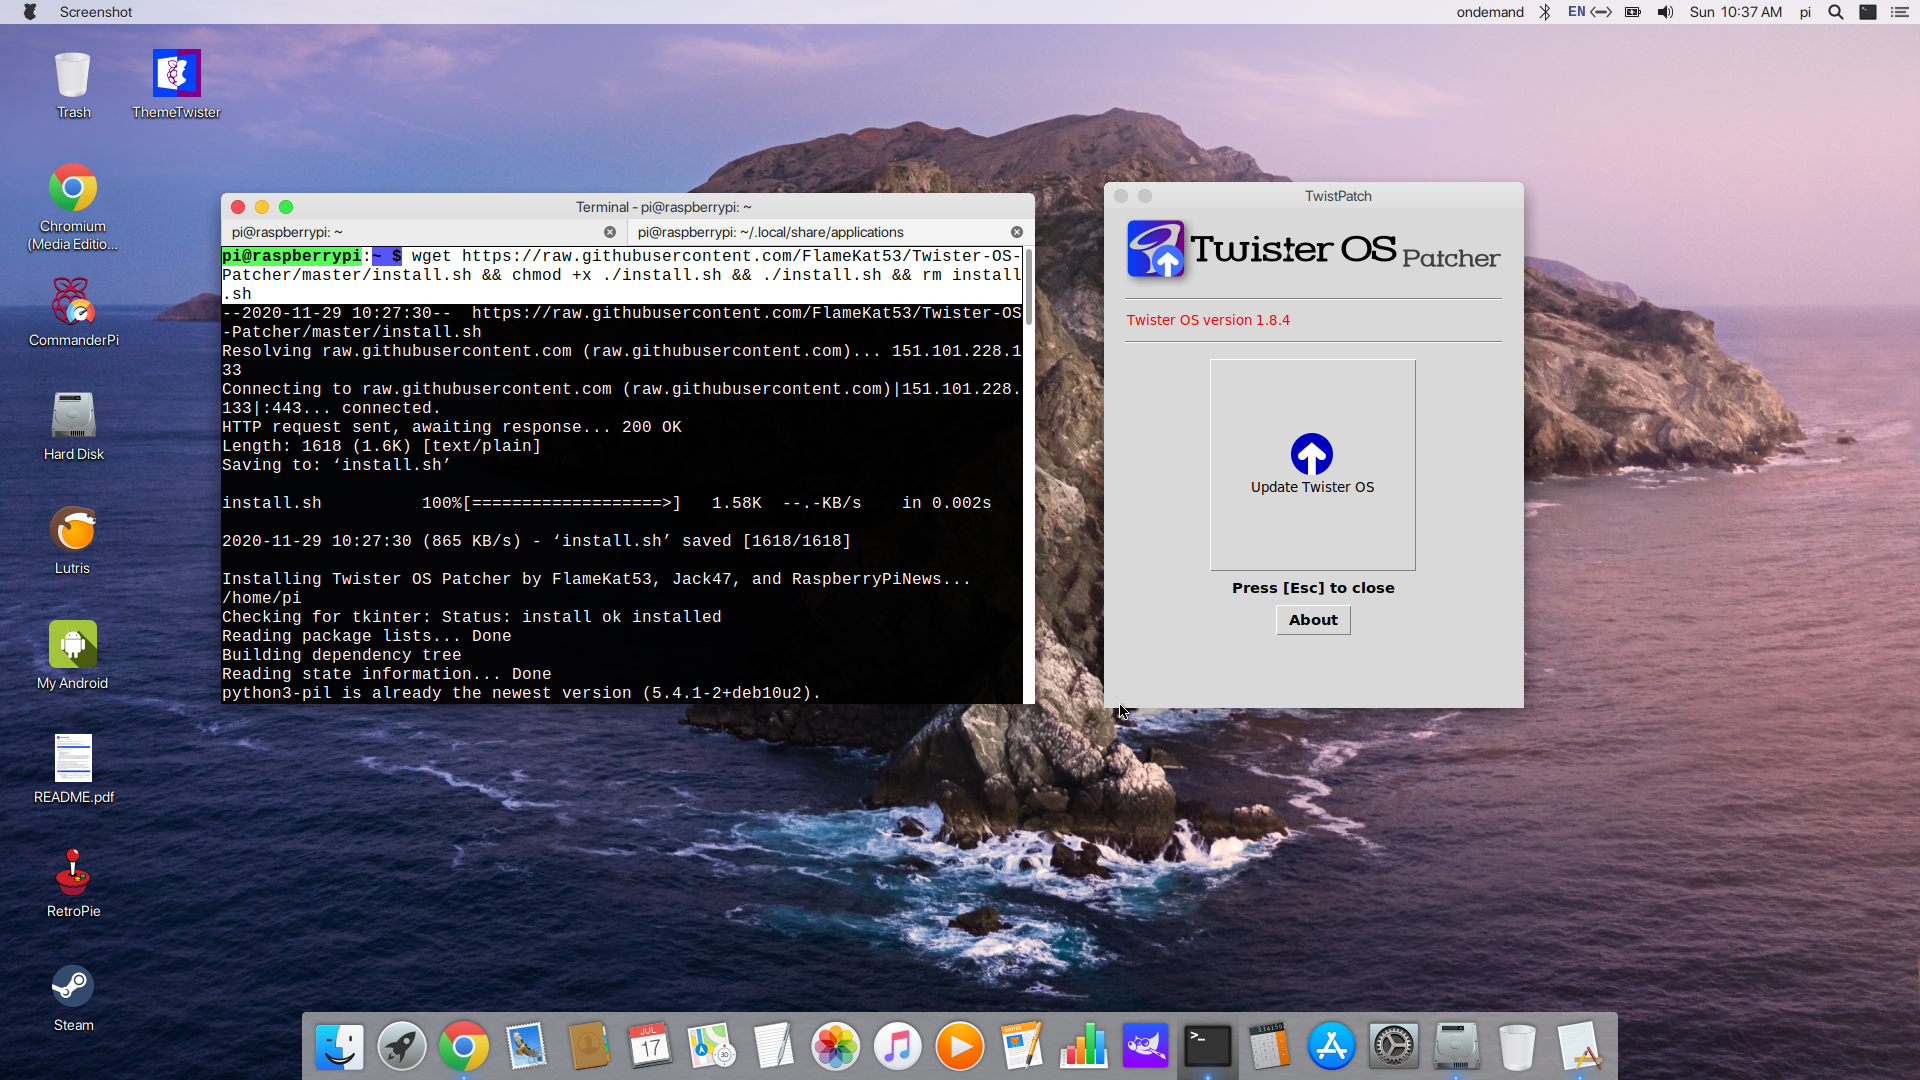 Screenshot
ondemand
EN
Sun 10:37 AM
pi
Trash
ThemeTwister
Chromium
(Media Editio...
CommanderPi
Hard Disk
Lutris
My Android
README.pdf
RetroPie
Steam
Terminal - pi@raspberrypi: ~
pi@raspberrypi: ~
pi@raspberrypi: ~/.local/share/applications
pi@raspberrypi:~ $ wget https://raw.githubusercontent.com/FlameKat53/Twister-OS-
Patcher/master/install.sh && chmod +x ./install.sh && ./install.sh && rm install
.sh
--2020-11-29 10:27:30--  https://raw.githubusercontent.com/FlameKat53/Twister-OS
-Patcher/master/install.sh
Resolving raw.githubusercontent.com (raw.githubusercontent.com)... 151.101.228.1
33
Connecting to raw.githubusercontent.com (raw.githubusercontent.com)|151.101.228.
133|:443... connected.
HTTP request sent, awaiting response... 200 OK
Length: 1618 (1.6K) [text/plain]
Saving to: ‘install.sh’
install.sh          100%[===================>]   1.58K  --.-KB/s    in 0.002s
2020-11-29 10:27:30 (865 KB/s) - ‘install.sh’ saved [1618/1618]
Installing Twister OS Patcher by FlameKat53, Jack47, and RaspberryPiNews...
/home/pi
Checking for tkinter: Status: install ok installed
Reading package lists... Done
Building dependency tree
Reading state information... Done
python3-pil is already the newest version (5.4.1-2+deb10u2).
TwistPatch
Twister OS Patcher
Twister OS version 1.8.4
Update Twister OS
Press [Esc] to close
About
JUL
17